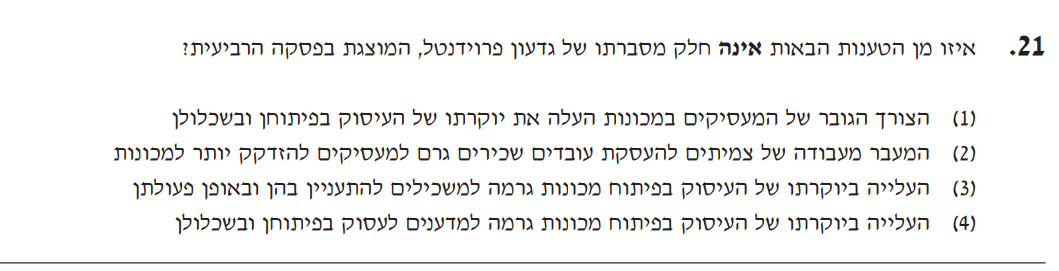 21. איזו מן הטענות הבאות אינה חלק מסברתו של גדעון פרוידנטל, המוצגת בפסקה הרביעית?
(1) הצורך הגובר של המעסיקים במכונות העלה את יוקרתו של העיסוק בפיתוחן ובשכלולן
(2) המעבר מעבודה של צמיתים להעסקת עובדים שכירים גרם למעסיקים להזדקק יותר למכונות
(3) העלייה ביוקרתו של העיסוק בפיתוח מכונות גרמה למשכילים להתעניין בהן ובאופן פעולתן
(4) העלייה ביוקרתו של העיסוק בפיתוח מכונות גרמה למדענים לעסוק בפיתוחן ובשכלולן